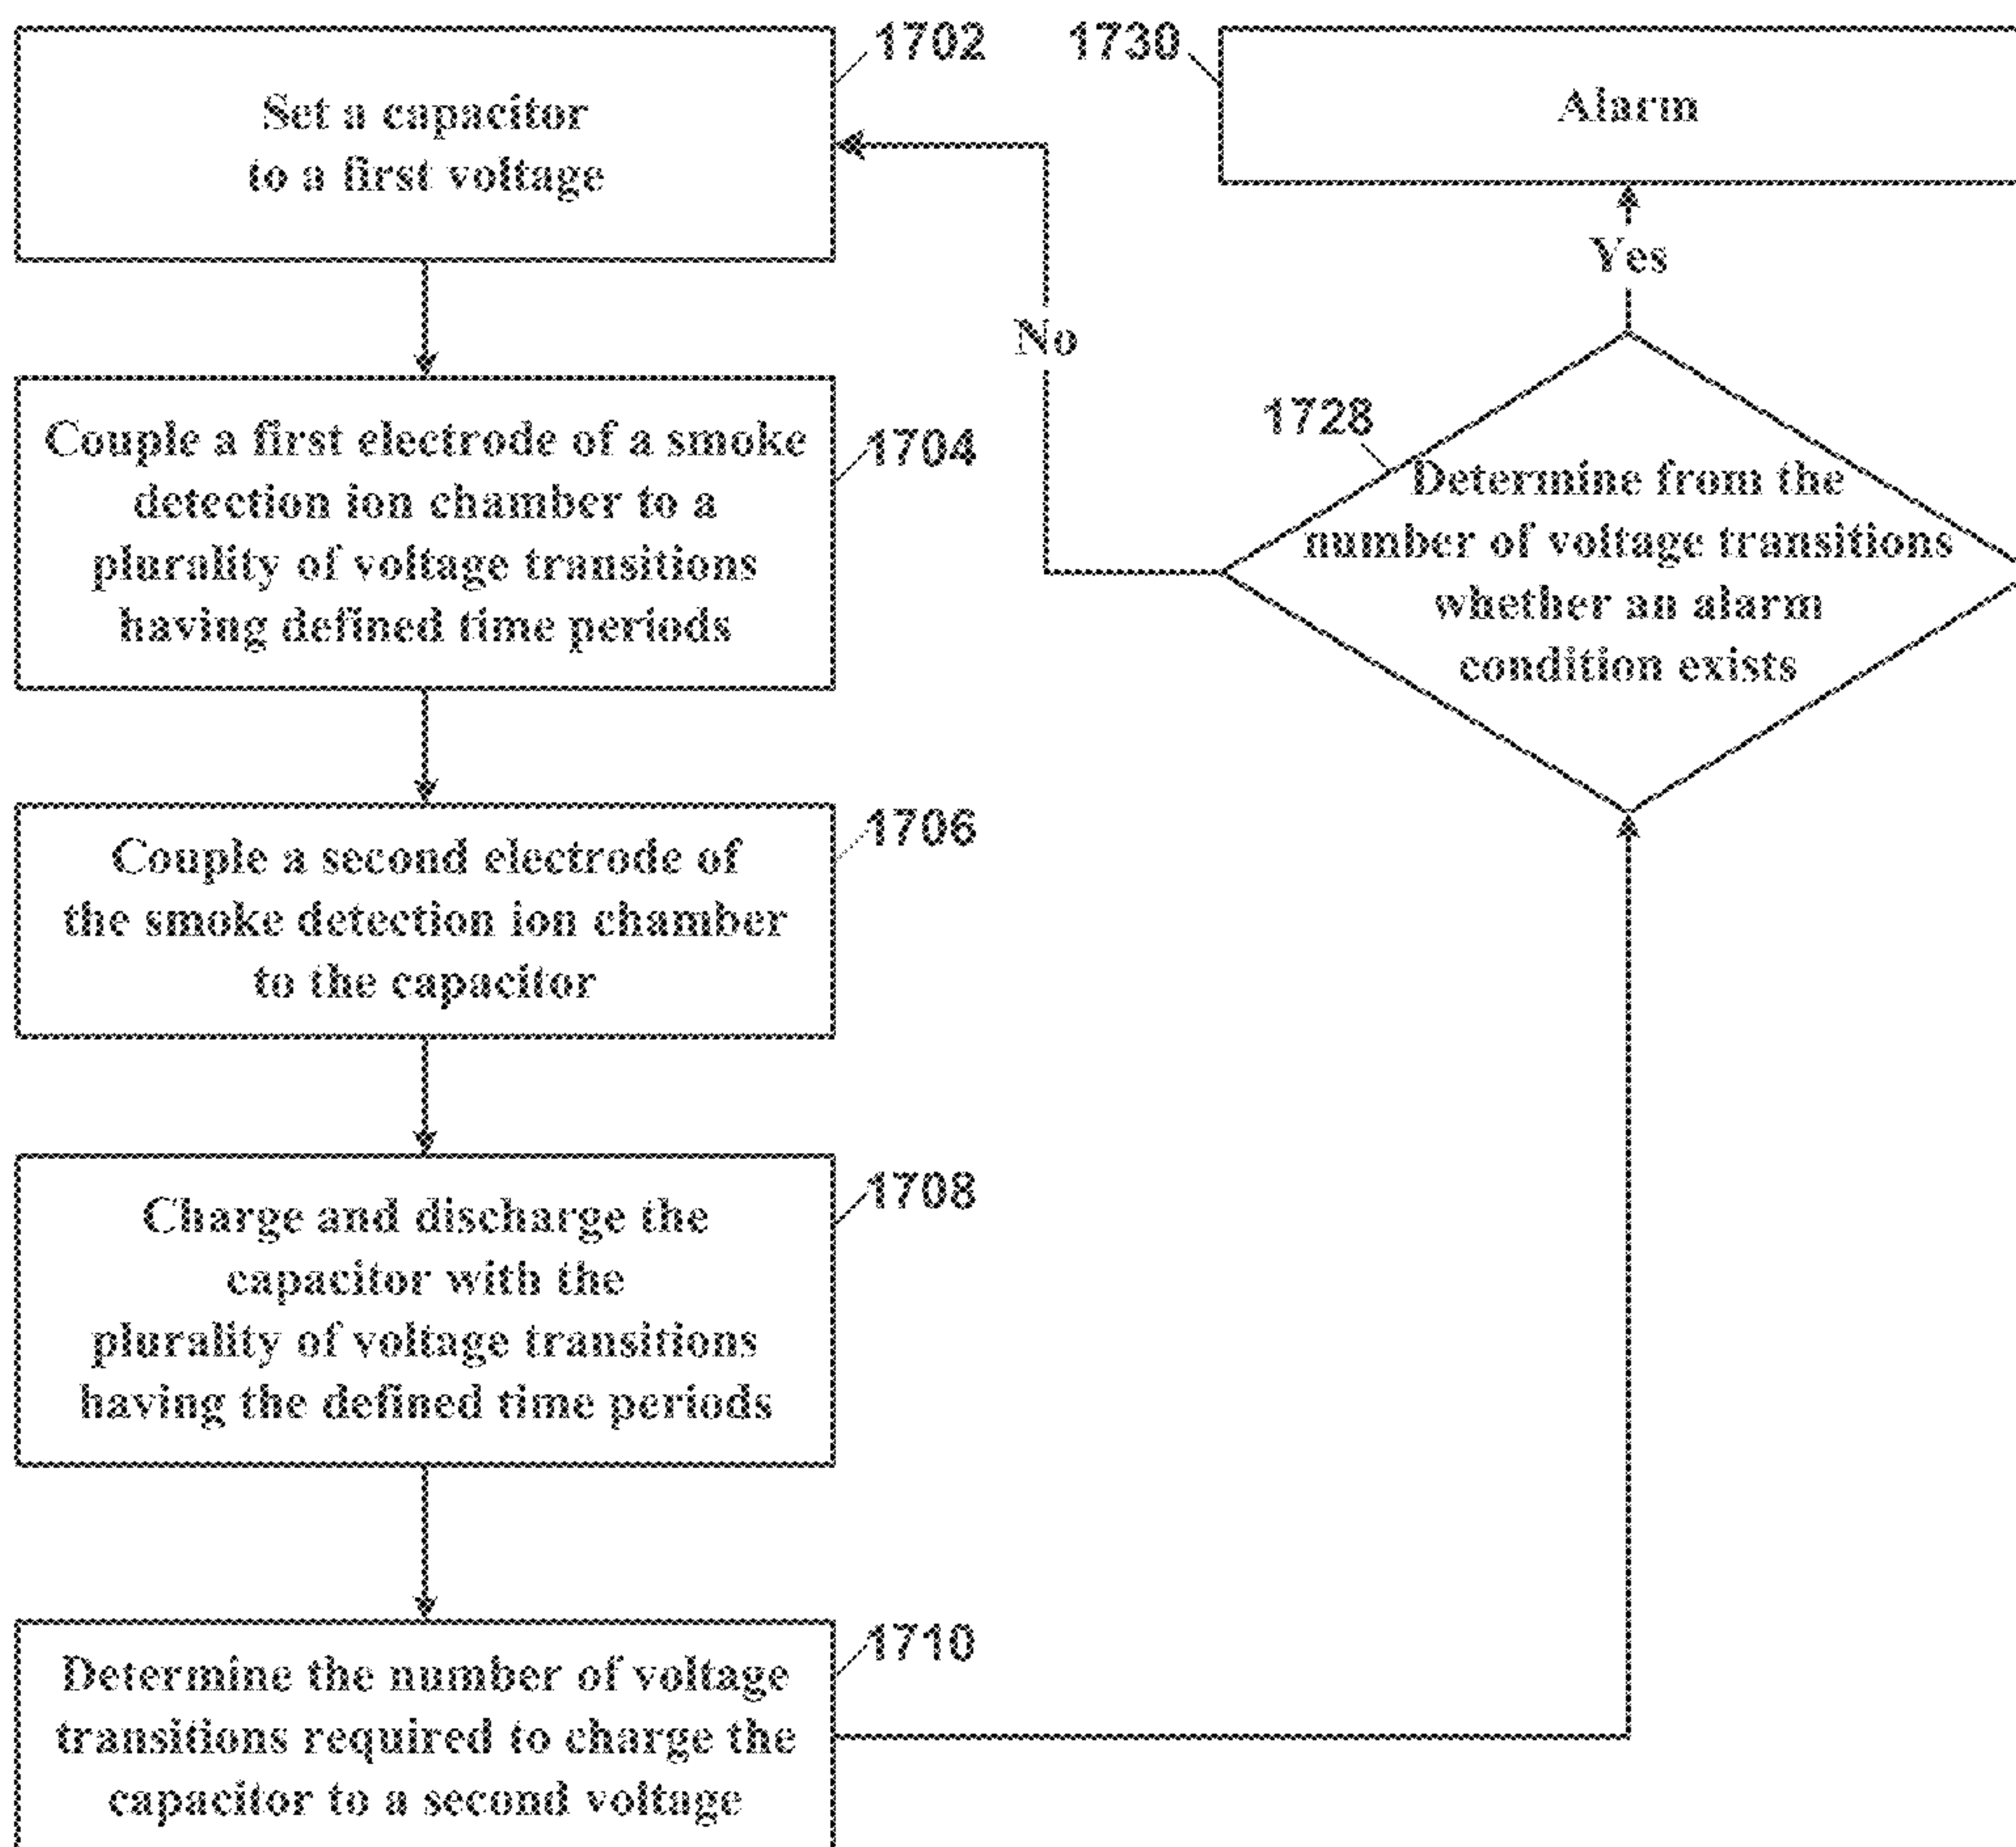 1702
Set a capacitor
to a first voltage
1704
Couple a first electrode of a smoke
detection ion chamber to a
plurality of voltage transitions
having defined time periods
1706
Couple a second electrode of
the smoke detection ion chamber
to the capacitor
1708
Charge and discharge the
capacitor with the
plurality of voltage transitions
having the defined time periods
1710
Determine the number of voltage
transitions required to charge the
capacitor to a second voltage
1728
Determine from the
number of voltage transitions
whether an alarm
condition exists
No
Yes
1730
Alarm